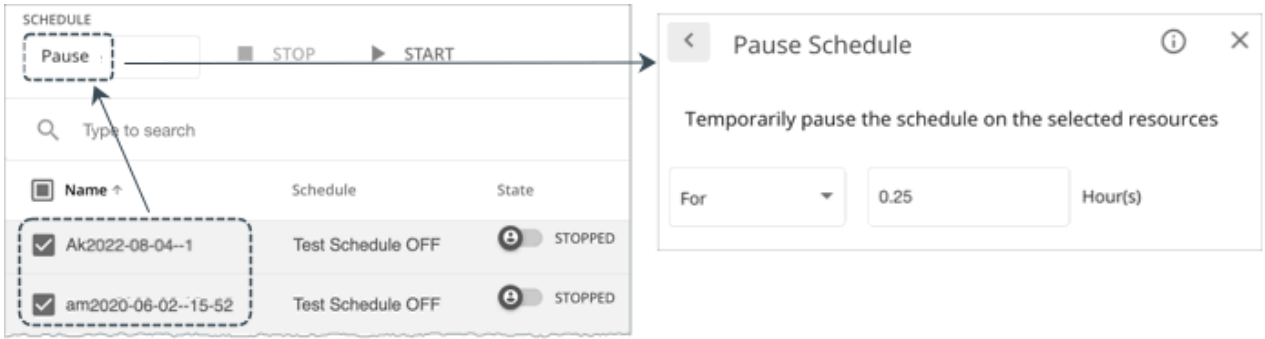 SCHEDULE
Pause
STOP
START
Type to search
Name ↑
Schedule
State
Ak2022-08-04--1
Test Schedule OFF
STOPPED
am2020-06-02--15-52
Test Schedule OFF
STOPPED
Pause Schedule
Temporarily pause the schedule on the selected resources
For
0.25
Hour(s)